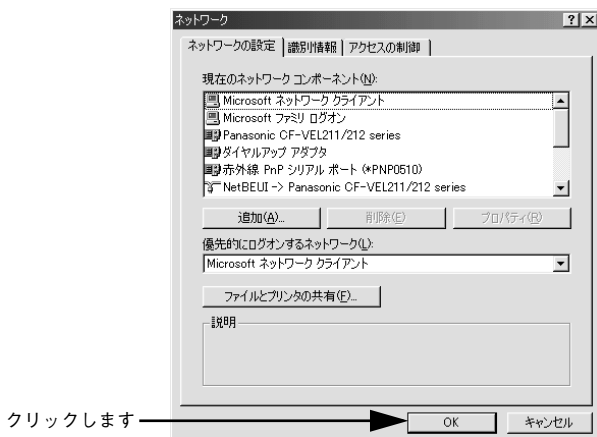 ネットワーク
ネットワークの設定 識別情報 アクセスの制御
現在のネットワーク コンポーネント(N):
Microsoft ネットワーク クライアント
Microsoft ファミリ ログオン
Panasonic CF-VEL211/212 series
ダイヤルアップ アダプタ
赤外線 PnP シリアル ポート (*PNP0510)
NetBEUI -> Panasonic CF-VEL211/212 series
追加(A)... 削除(E) プロパティ(R)
優先的にログオンするネットワーク(L):
Microsoft ネットワーク クライアント
ファイルとプリンタの共有(F)...
説明
クリックします
OK キャンセル